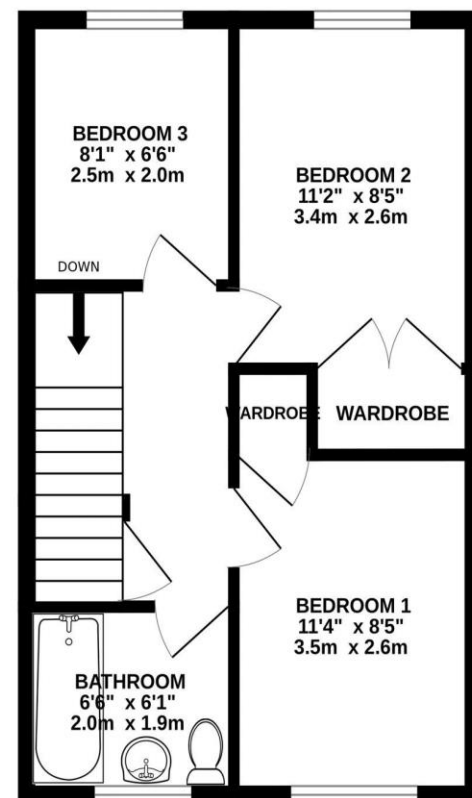 BEDROOM 3
8'1" x 6'6"
2.5m x 2.0m
BEDROOM 2
11'2" x 8'5"
3.4m x 2.6m
DOWN
WARDROBE
WARDROBE
BEDROOM 1
11'4" x 8'5"
3.5m x 2.6m
BATHROOM
6'6" x 6'1"
2.0m x 1.9m